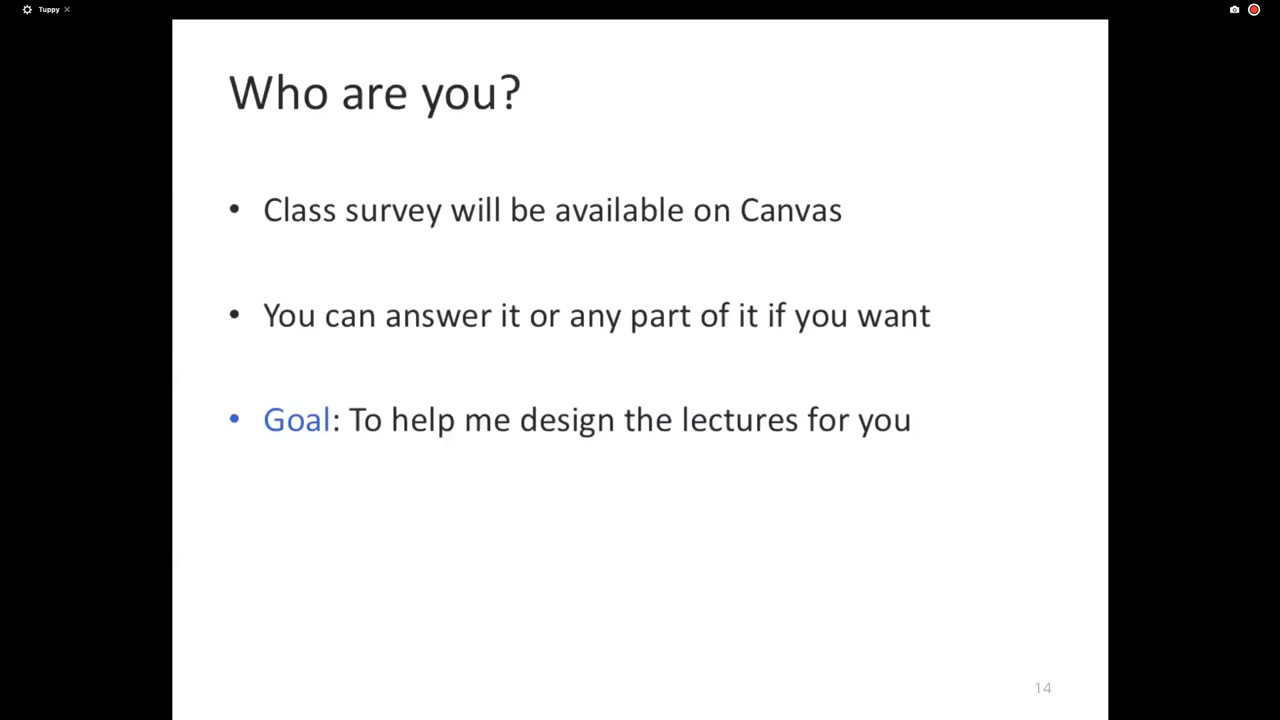 Tuppy
Who are you?
• Class survey will be available on Canvas
• You can answer it or any part of it if you want
• Goal: To help me design the lectures for you
14